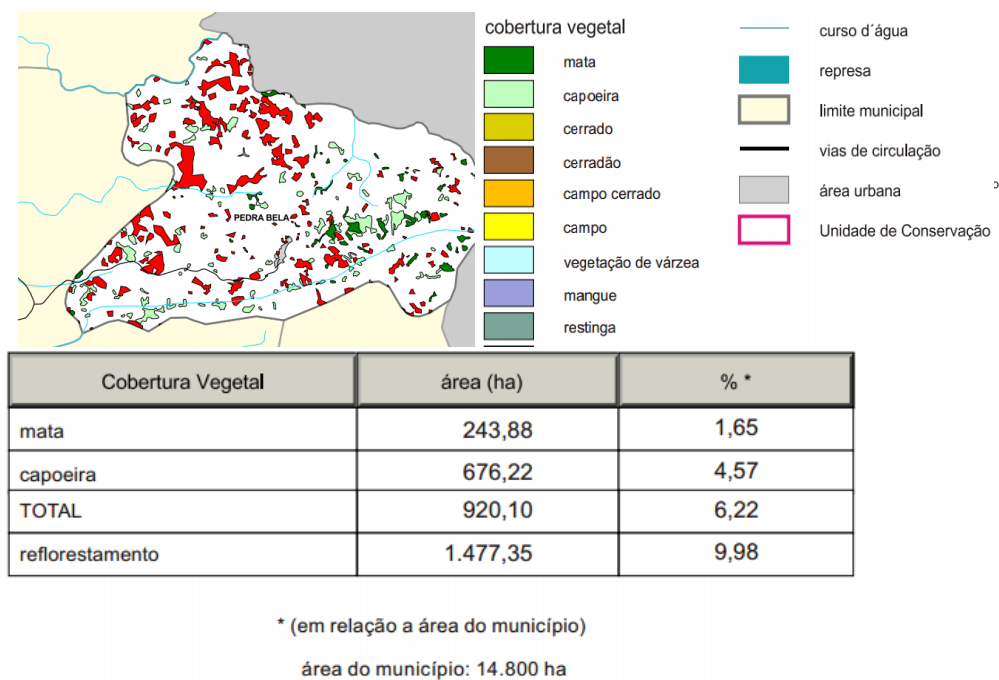 cobertura vegetal
mata
capoeira
cerrado
cerradão
campo cerrado
campo
vegetação de várzea
mangue
restinga
curso d´água
represa
limite municipal
vias de circulação
área urbana
Unidade de Conservação
o
PEDRA BELA
Cobertura Vegetal área (ha) % *
mata 243,88 1,65
capoeira 676,22 4,57
TOTAL 920,10 6,22
reflorestamento 1.477,35 9,98
* (em relação a área do município)
área do município: 14.800 ha